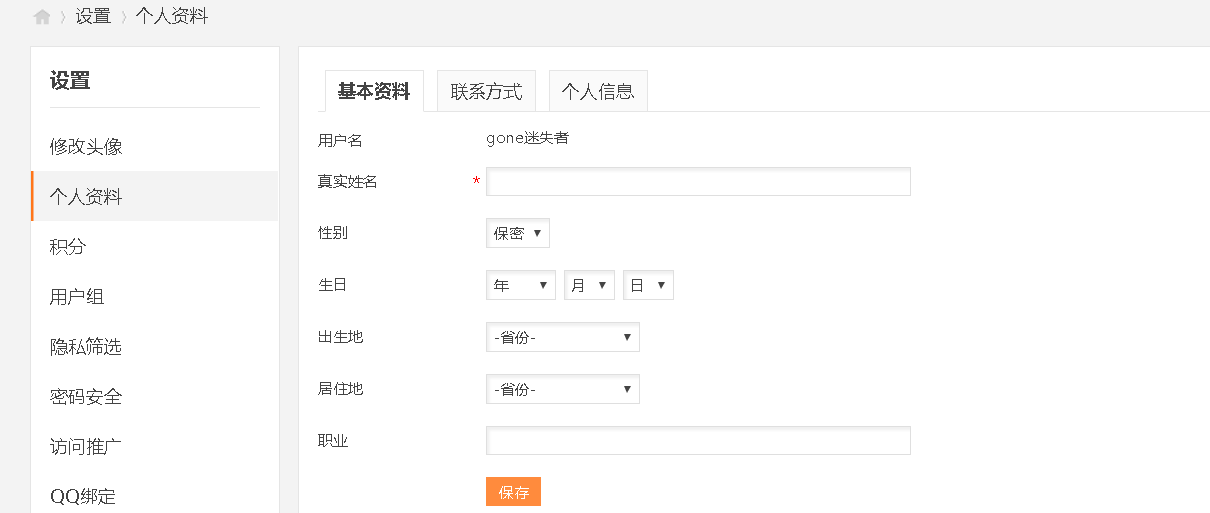 设置 个人资料
设置
修改头像
个人资料
积分
用户组
隐私筛选
密码安全
访问推广
QQ绑定
基本资料 联系方式 个人信息
用户名 gone迷失者
真实姓名 *
性别 保密
生日 年 月 日
出生地 -省份-
居住地 -省份-
职业
保存